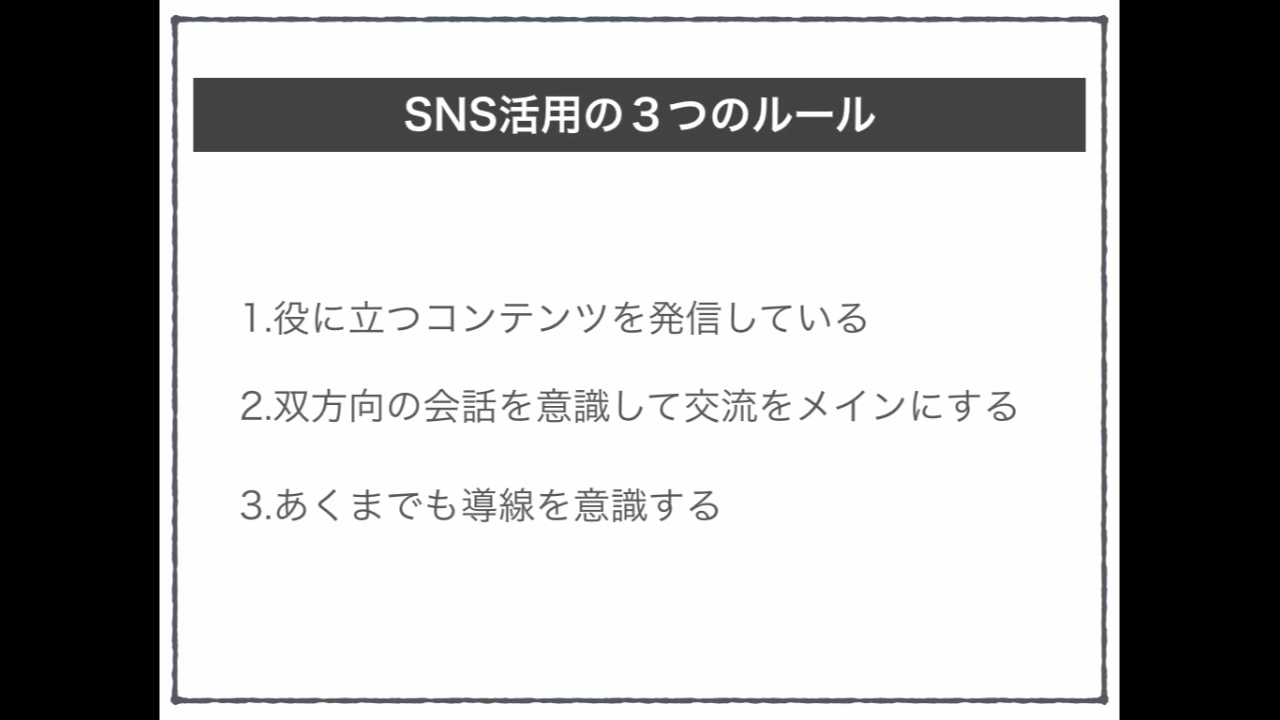 SNS活用の３つのルール
1.役に立つコンテンツを発信している
2.双方向の会話を意識して交流をメインにする
3.あくまでも導線を意識する